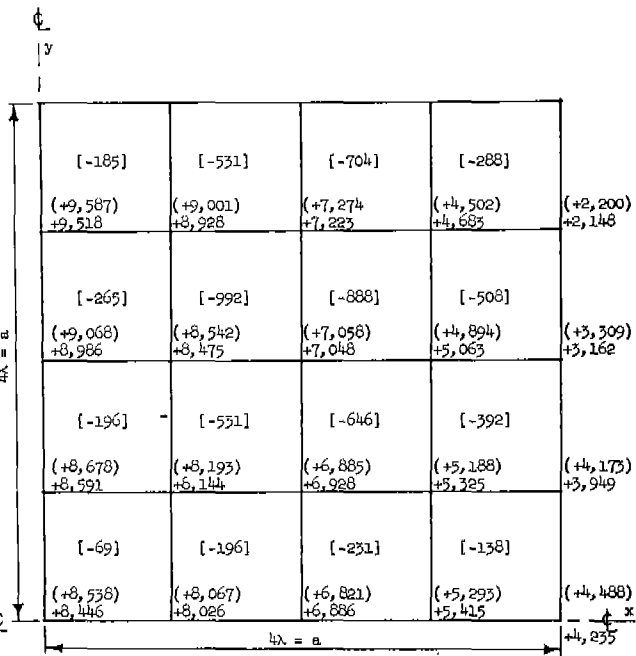 ℄
y
[-185] [-531] [-704] [-288]
(+9,587) (+9,001) (+7,274 (+4,502) (+2,200)
+9,518 +8,928 +7,223 +4,683 +2,148
[-265] [-992] [-888] [-508]
(+9,068) (+8,542) (+7,058) (+4,894) (+3,309)
+8,986 +8,475 +7,048 +5,063 +3,162
4λ = a
[-196] [-531] [-646] [-392]
(+8,678) (+8,193) (+6,885) (+5,188) (+4,173)
+8,591 +8,144 +6,928 +5,325 +3,949
[-69] [-196] [-231] [-138]
(+8,538) (+8,067) (+6,821) (+5,293) (+4,488)
+8,446 +8,026 +6,886 +5,415
℄ ℄ x
4λ = a +4,235